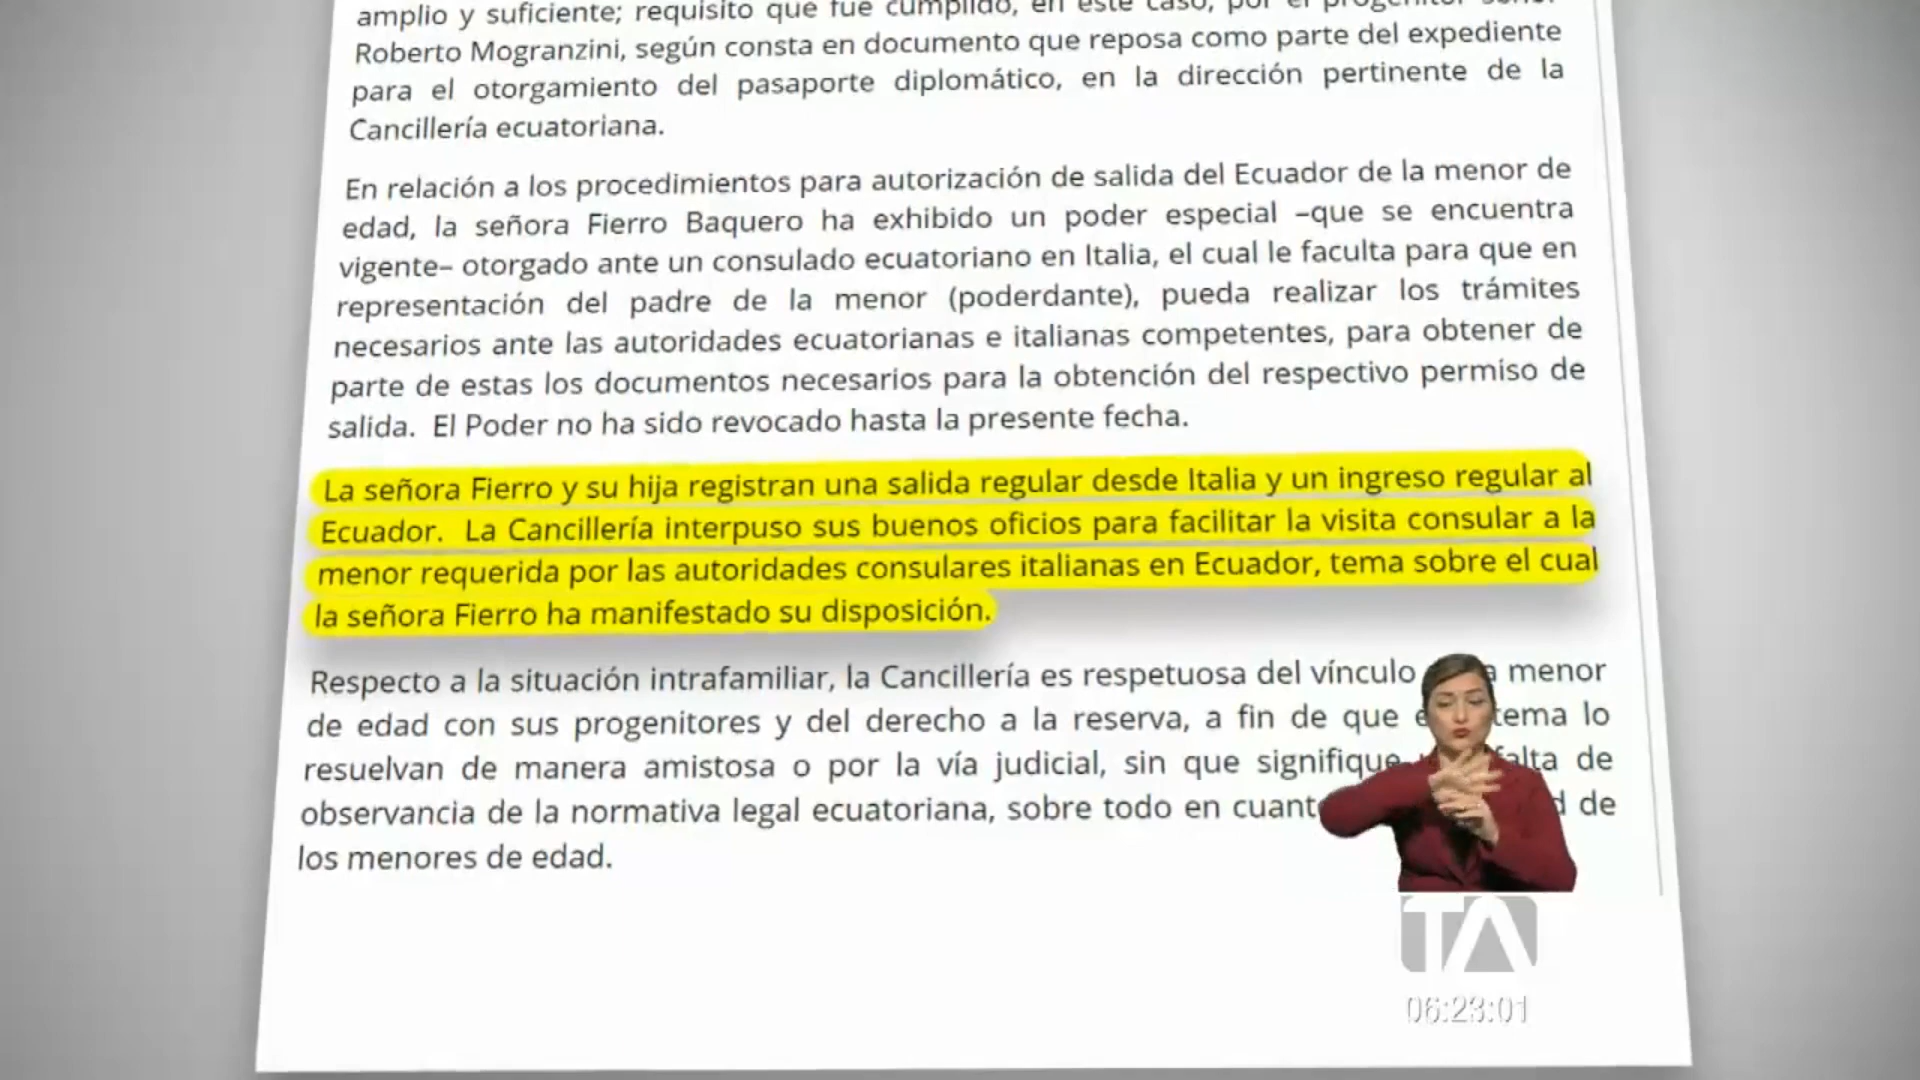 amplio y suficiente; requisito que fue cumplido, en este caso, por el progenitor señor
Roberto Mogranzini, según consta en documento que reposa como parte del expediente
para el otorgamiento del pasaporte diplomático, en la dirección pertinente de la
Cancillería ecuatoriana.
En relación a los procedimientos para autorización de salida del Ecuador de la menor de
edad, la señora Fierro Baquero ha exhibido un poder especial –que se encuentra
vigente– otorgado ante un consulado ecuatoriano en Italia, el cual le faculta para que en
representación del padre de la menor (poderdante), pueda realizar los trámites
necesarios ante las autoridades ecuatorianas e italianas competentes, para obtener de
parte de estas los documentos necesarios para la obtención del respectivo permiso de
salida. El Poder no ha sido revocado hasta la presente fecha.
La señora Fierro y su hija registran una salida regular desde Italia y un ingreso regular al
Ecuador. La Cancillería interpuso sus buenos oficios para facilitar la visita consular a la
menor requerida por las autoridades consulares italianas en Ecuador, tema sobre el cual
la señora Fierro ha manifestado su disposición.
Respecto a la situación intrafamiliar, la Cancillería es respetuosa del vínculo menor
de edad con sus progenitores y del derecho a la reserva, a fin de que tema lo
resuelvan de manera amistosa o por la vía judicial, sin que signifique falta de
observancia de la normativa legal ecuatoriana, sobre todo en de
los menores de edad.
TA
06:23:01